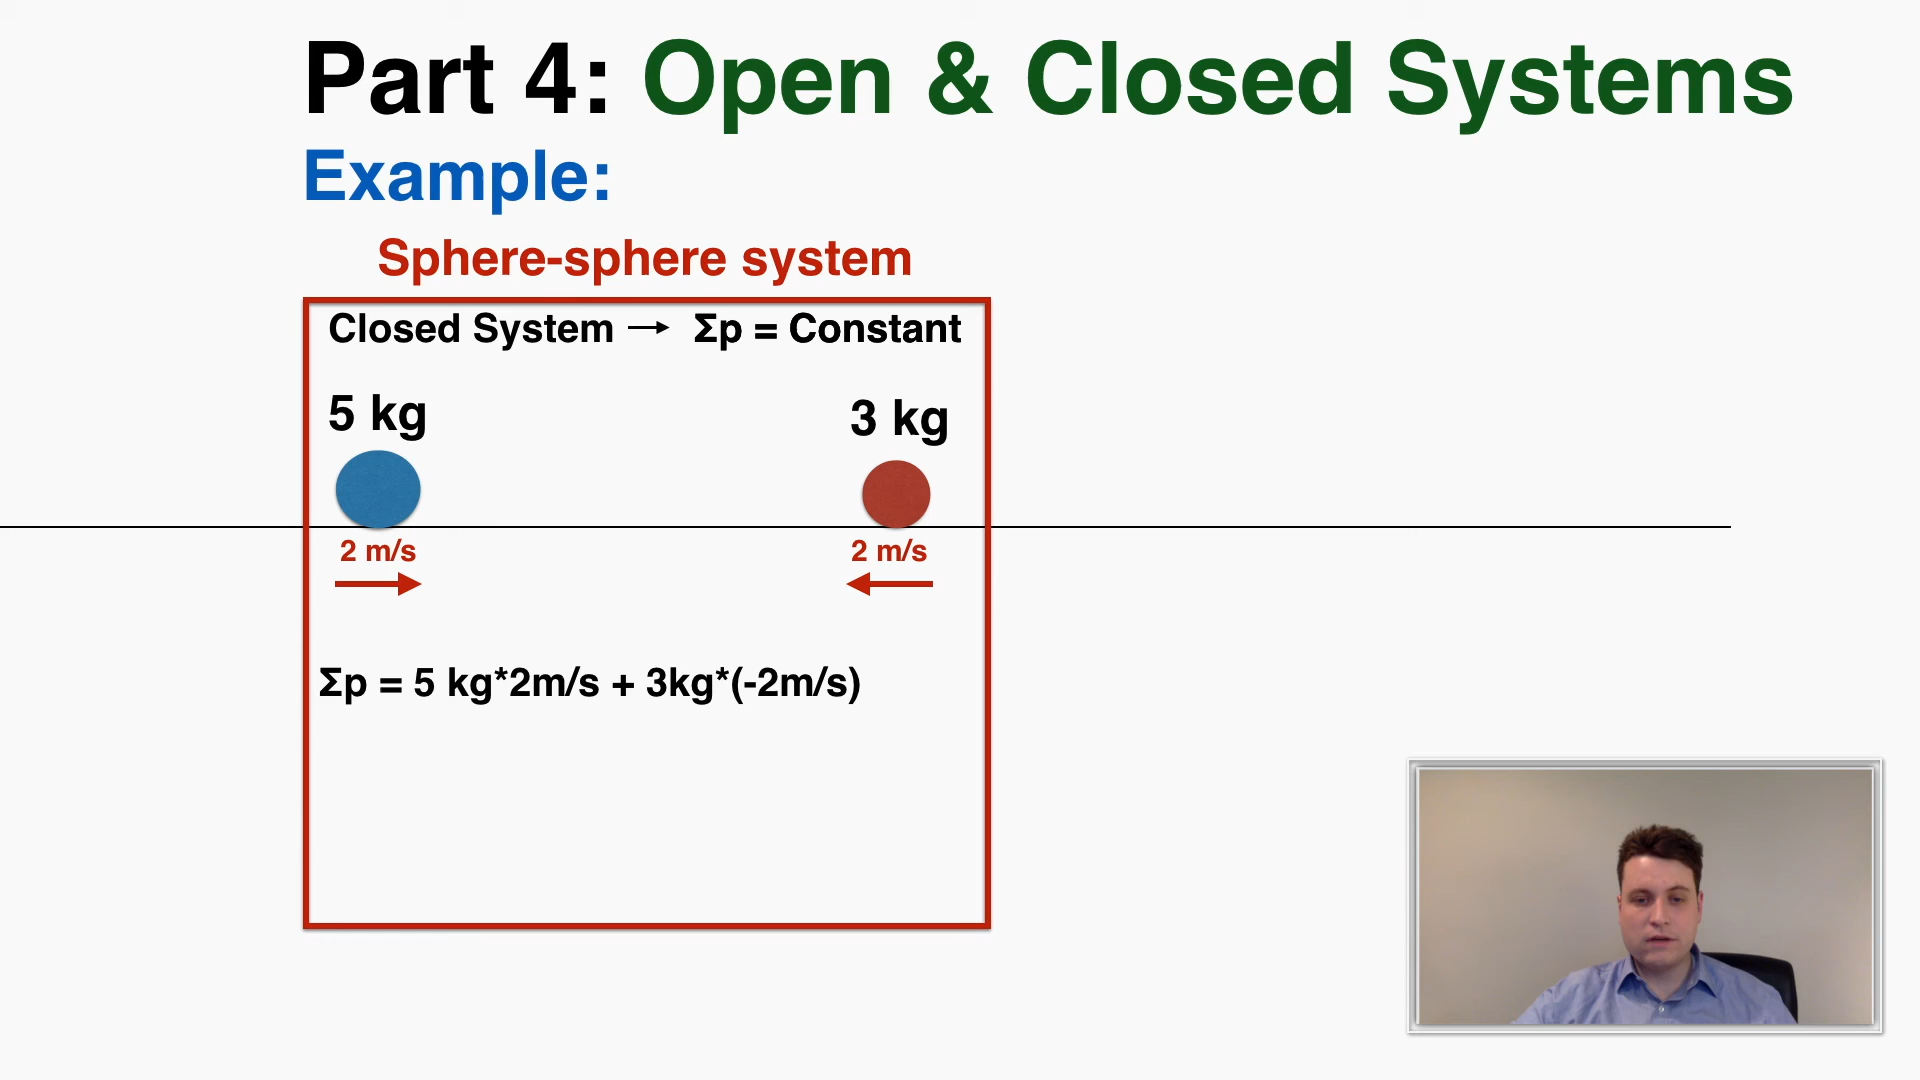 Part 4: Open & Closed Systems
Example:
Sphere-sphere system
Closed System → Σp = Constant
5 kg
3 kg
2 m/s
2 m/s
Σp = 5 kg*2m/s + 3kg*(-2m/s)